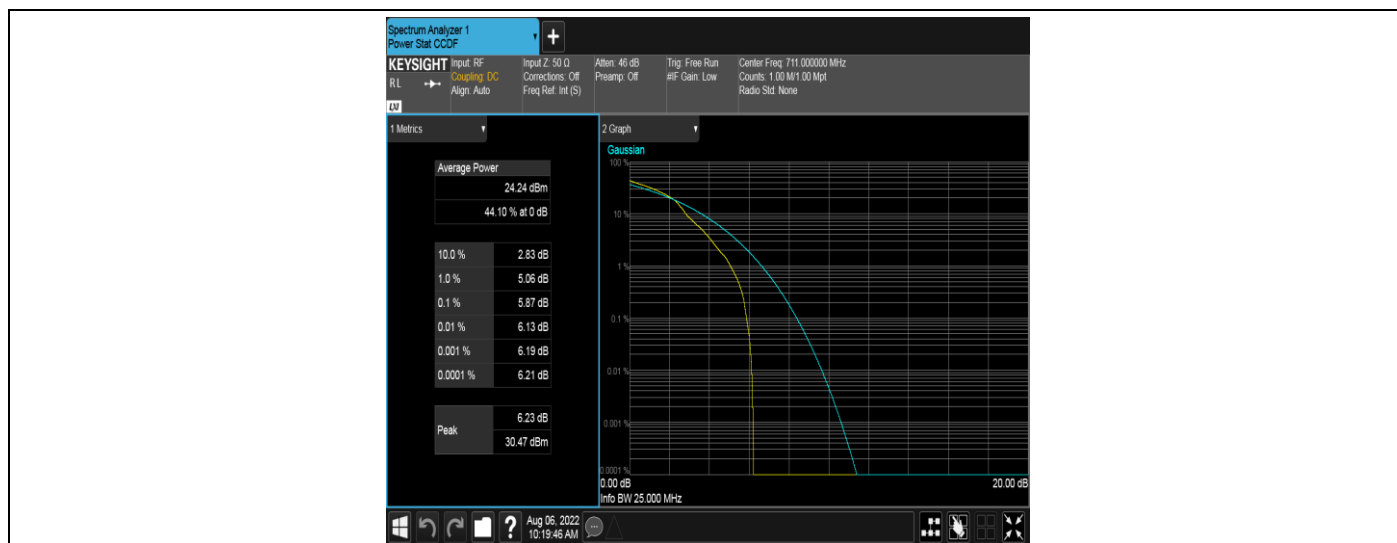 Spectrum Analyzer 1
Power Stat CCDF
+
KEYSIGHT
R L
LXI
Input: RF
Coupling: DC
Align: Auto
Input Z: 50 Ω
Corrections: Off
Freq Ref: Int (S)
Atten: 46 dB
Preamp: Off
Trig: Free Run
#IF Gain: Low
Center Freq: 711.000000 MHz
Counts: 1.00 M/1.00 Mpt
Radio Std: None
1 Metrics
Average Power
24.24 dBm
44.10 % at 0 dB
10.0 % 2.83 dB
1.0 % 5.06 dB
0.1 % 5.87 dB
0.01 % 6.13 dB
0.001 % 6.19 dB
0.0001 % 6.21 dB
Peak
6.23 dB
30.47 dBm
2 Graph
Gaussian
100 %
10 %
1 %
0.1 %
0.01 %
0.001 %
0.0001 %
0.00 dB
20.00 dB
Info BW 25.000 MHz
?
Aug 06, 2022
10:19:46 AM